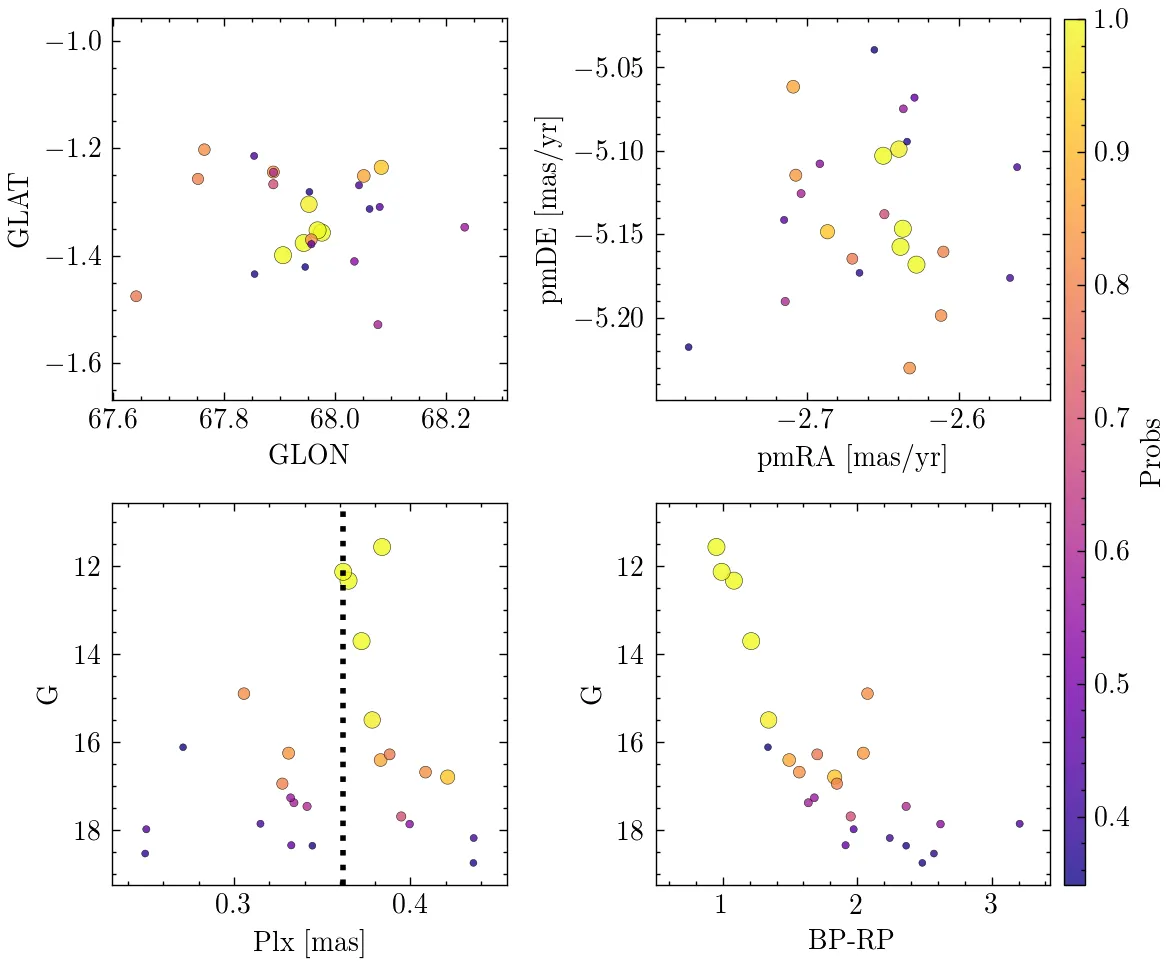 −1.0
−1.2
−1.4
−1.6
GLAT
67.6 67.8 68.0 68.2
GLON
−5.05
−5.10
−5.15
−5.20
pmDE [mas/yr]
−2.7 −2.6
pmRA [mas/yr]
12
14
16
18
G
0.3 0.4
Plx [mas]
12
14
16
18
G
1 2 3
BP-RP
1.0
0.9
0.8
0.7
0.6
0.5
0.4
Probs